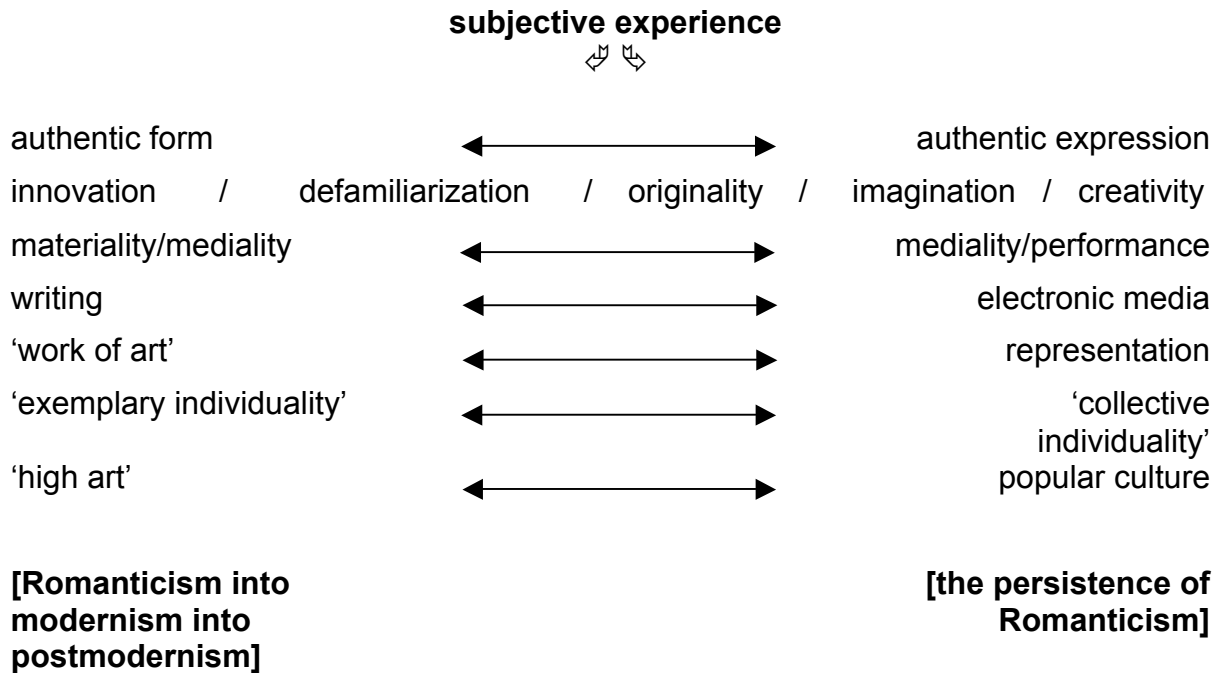 subjective experience
authentic form authentic expression
innovation / defamiliarization / originality / imagination / creativity
materiality/mediality mediality/performance
writing electronic media
‘work of art’ representation
‘exemplary individuality’ ‘collective
individuality’
‘high art’ popular culture
[Romanticism into [the persistence of
modernism into Romanticism]
postmodernism]